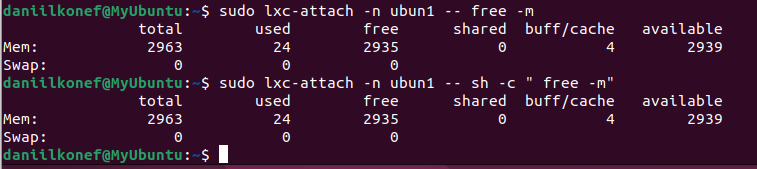 daniilkonef@MyUbuntu:~$ sudo lxc-attach -n ubun1 -- free -m
total used free shared buff/cache available
Mem: 2963 24 2935 0 4 2939
Swap: 0 0 0
daniilkonef@MyUbuntu:~$ sudo lxc-attach -n ubun1 -- sh -c " free -m"
total used free shared buff/cache available
Mem: 2963 24 2935 0 4 2939
Swap: 0 0 0
daniilkonef@MyUbuntu:~$